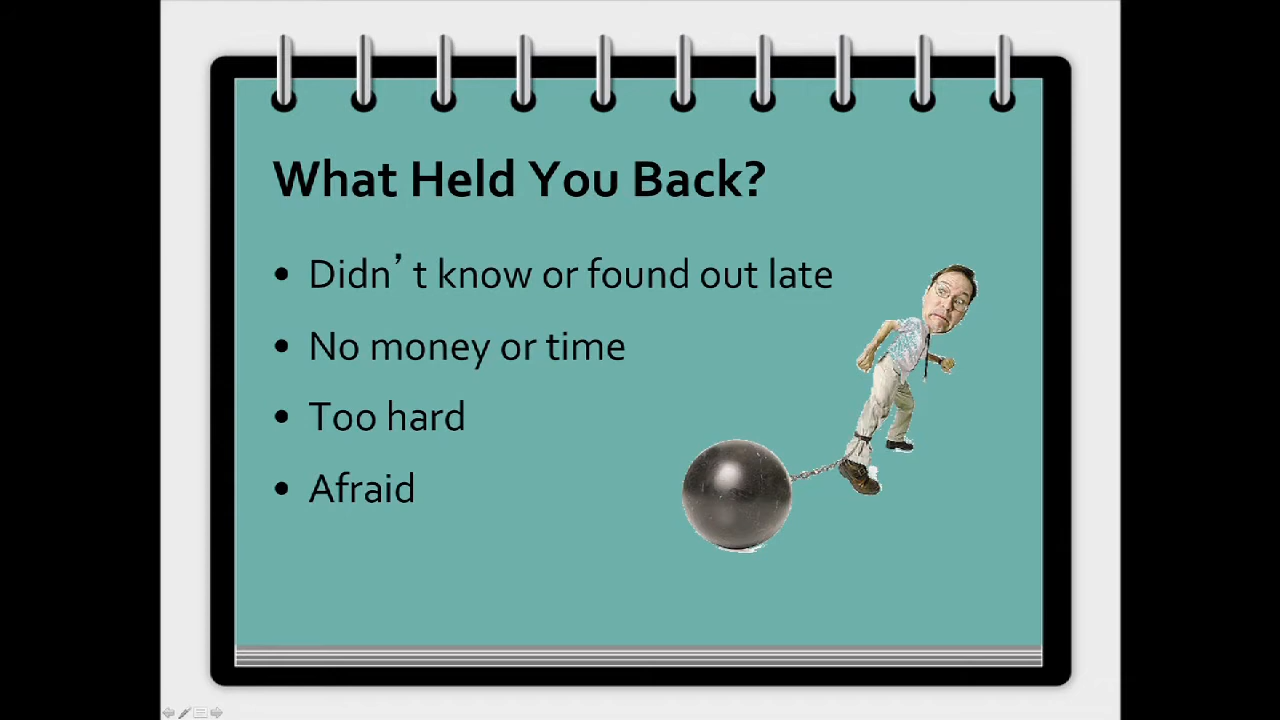 What Held You Back?
• Didn’t know or found out late
• No money or time
• Too hard
• Afraid